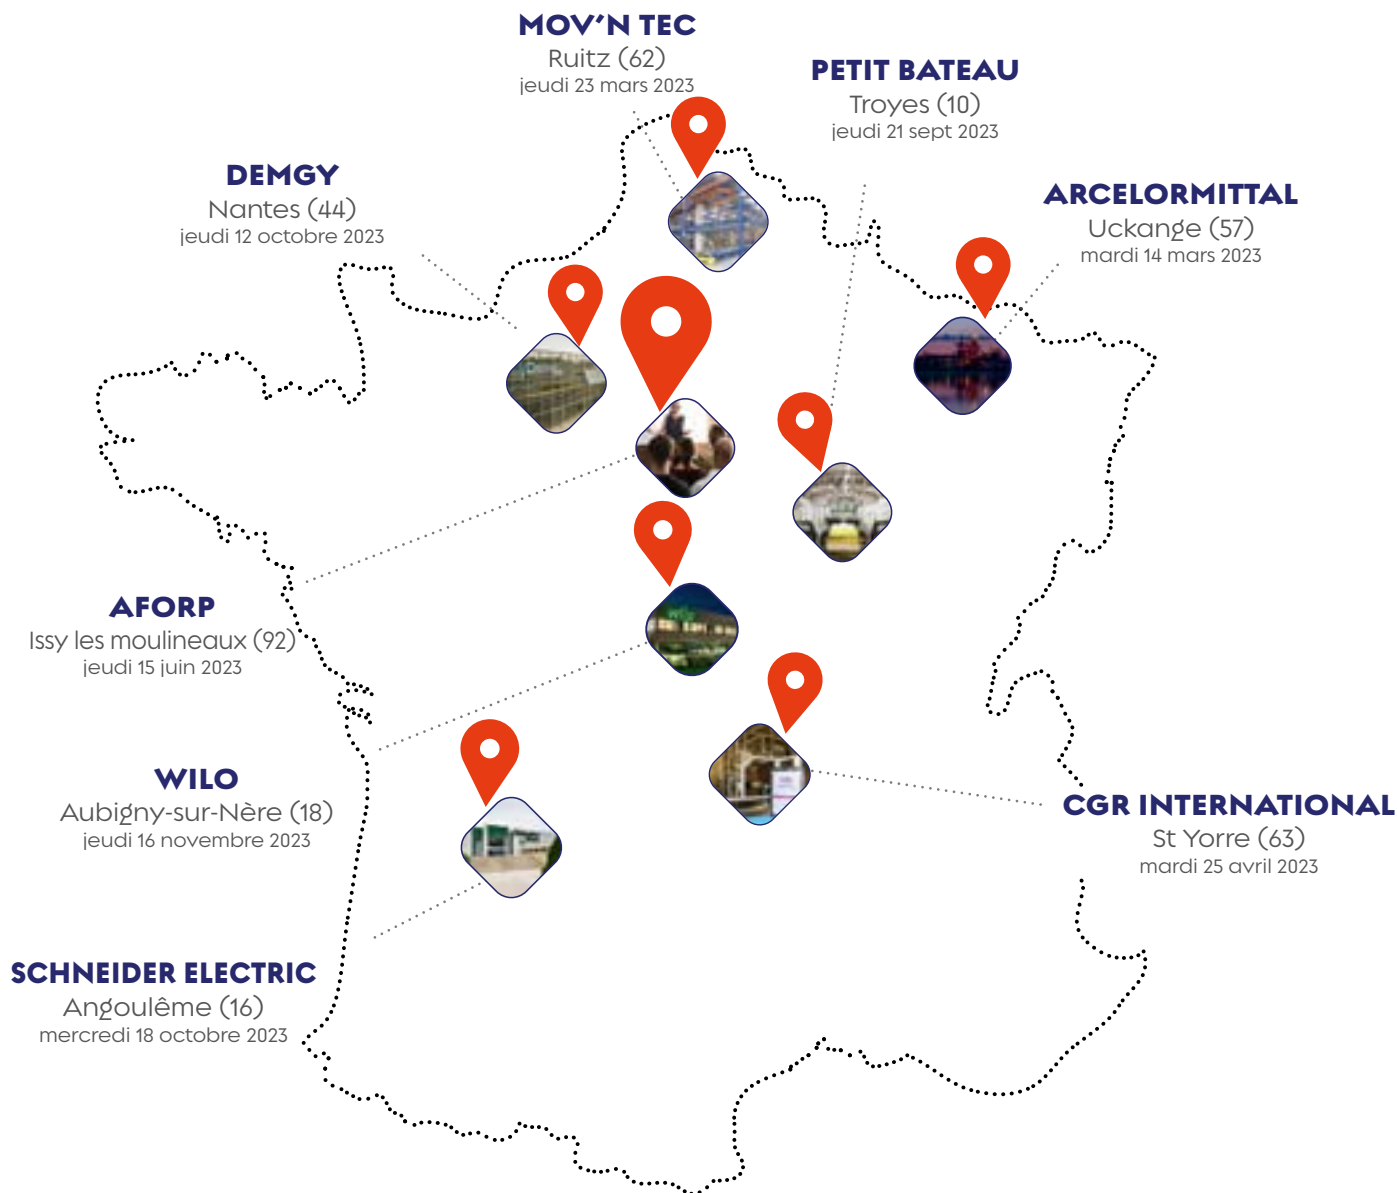 MOV'N TEC
Ruitz (62)
jeudi 23 mars 2023
PETIT BATEAU
Troyes (10)
jeudi 21 sept 2023
DEMGY
Nantes (44)
jeudi 12 octobre 2023
ARCELORMITTAL
Uckange (57)
mardi 14 mars 2023
AFORP
Issy les moulineaux (92)
jeudi 15 juin 2023
WILO
Aubigny-sur-Nère (18)
jeudi 16 novembre 2023
CGR INTERNATIONAL
St Yorre (63)
mardi 25 avril 2023
SCHNEIDER ELECTRIC
Angoulême (16)
mercredi 18 octobre 2023